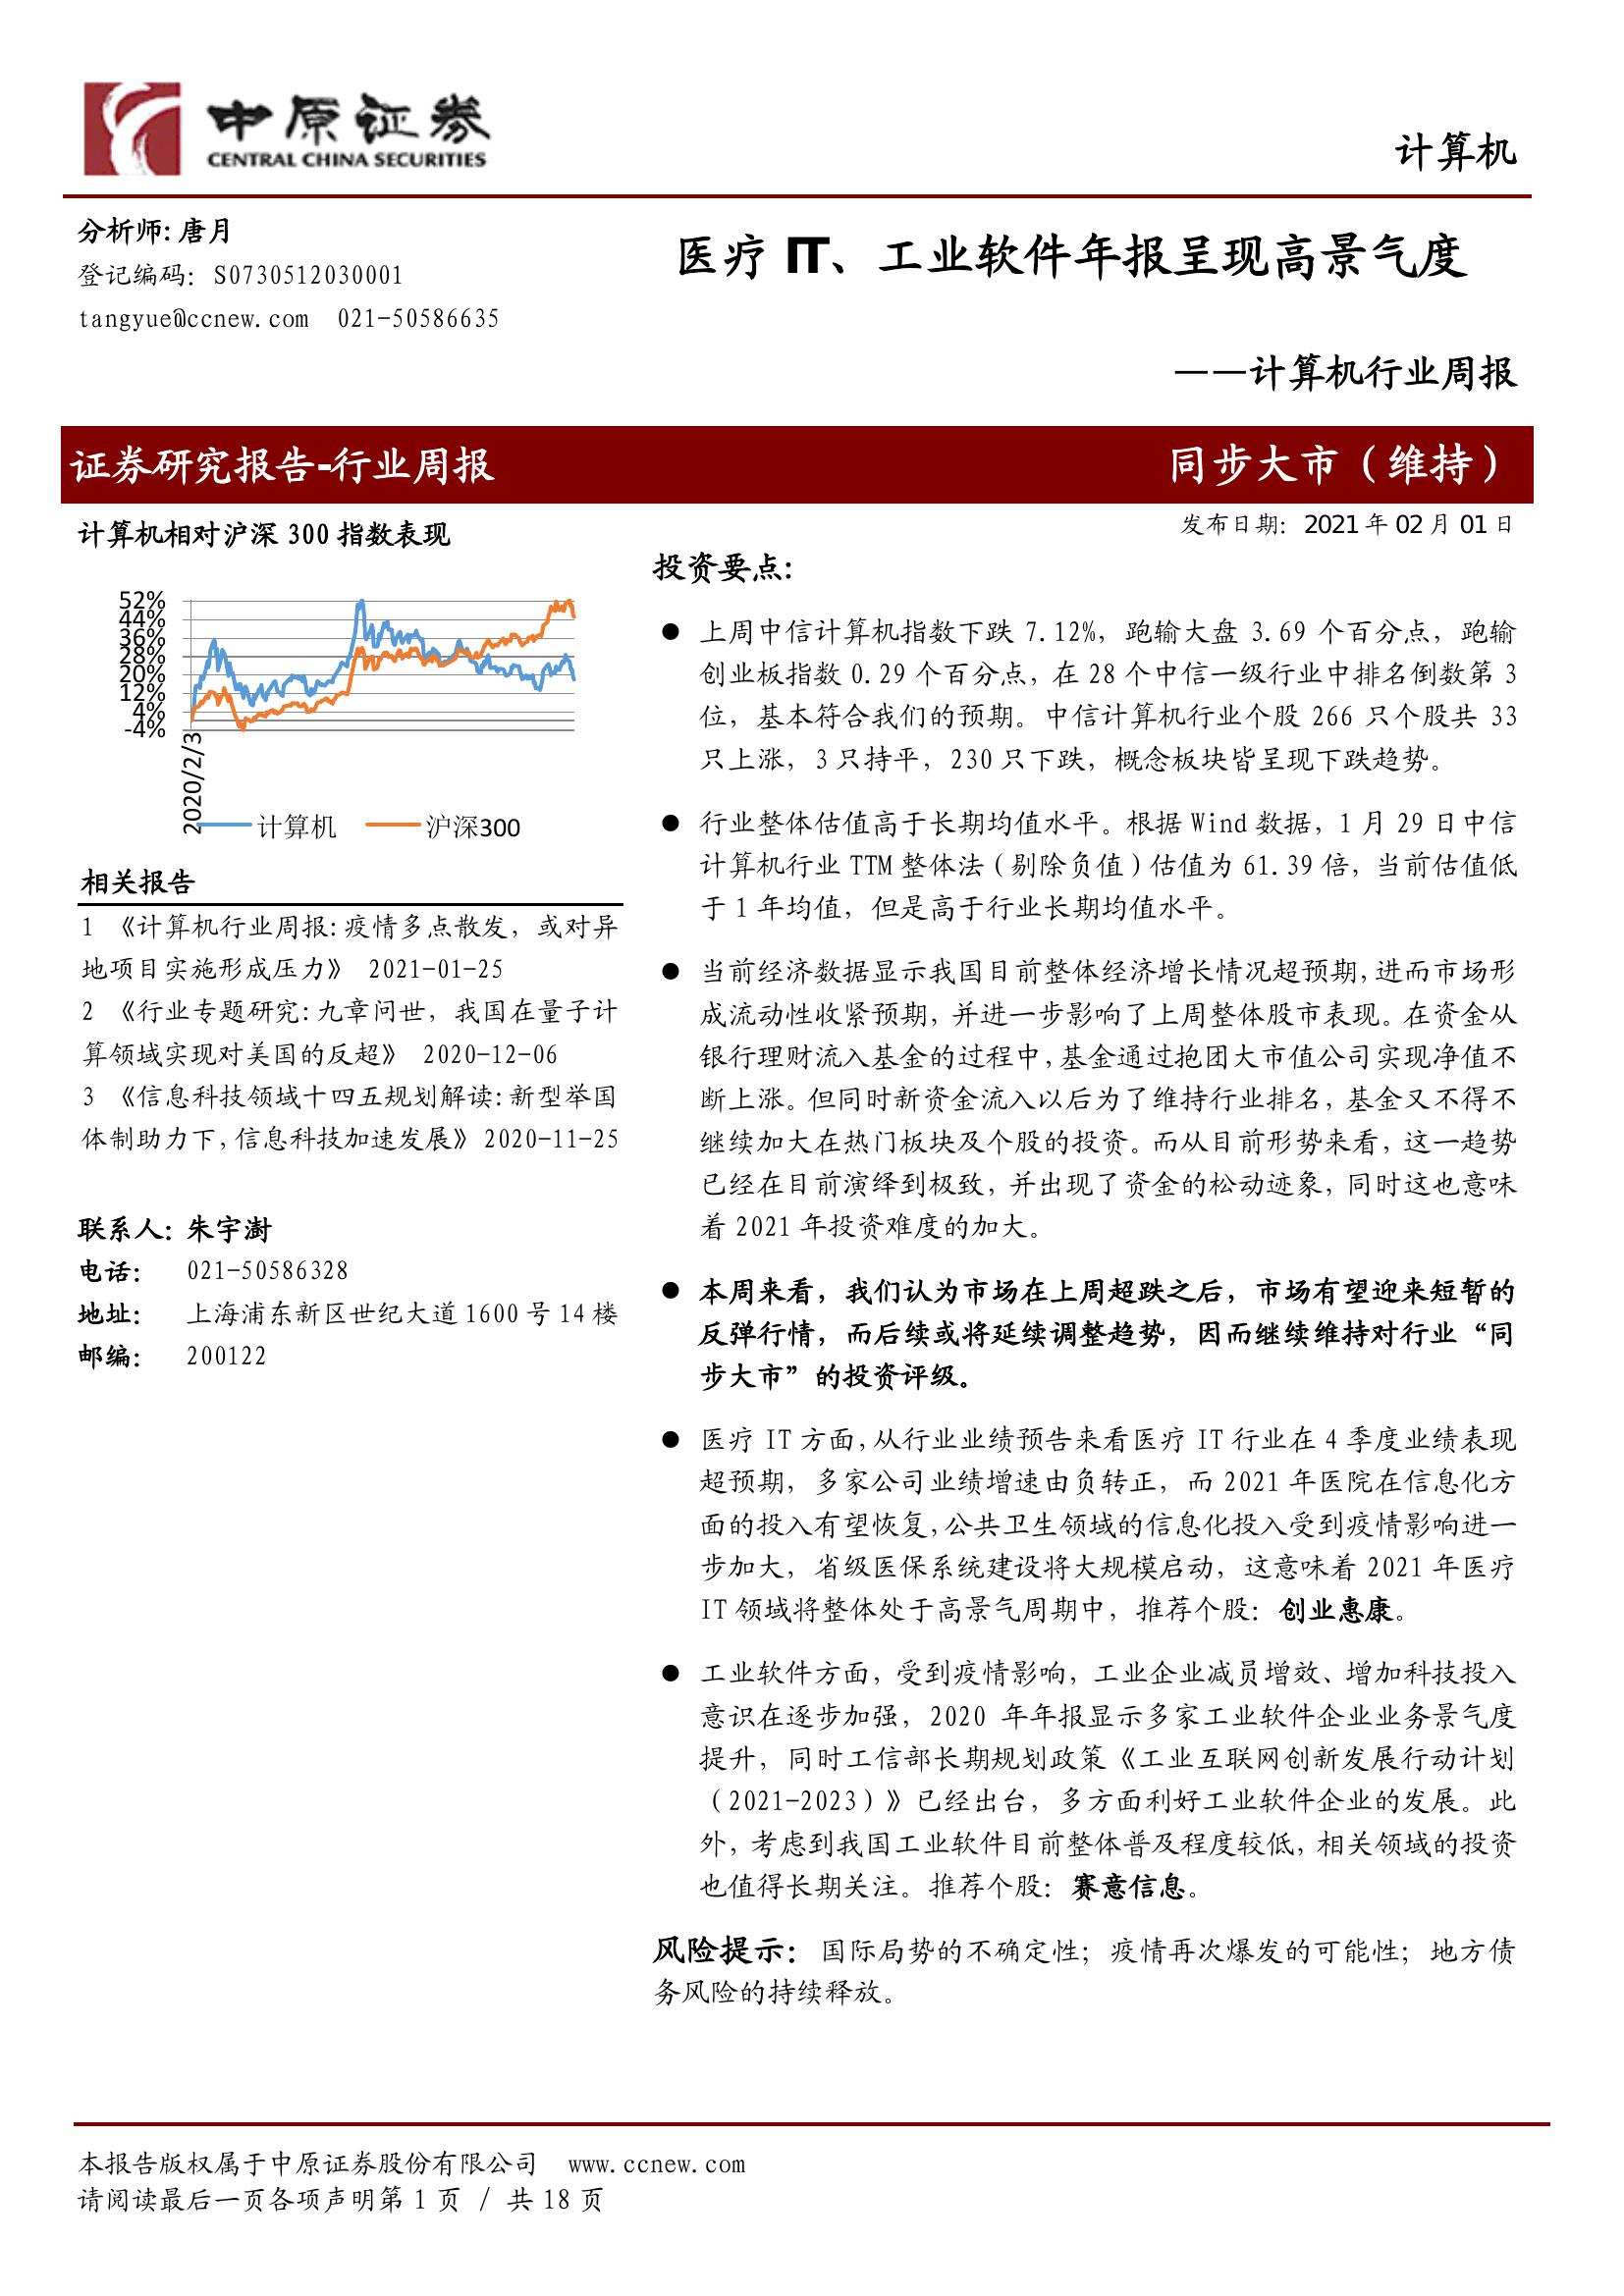 中原证券
CENTRAL CHINA SECURITIES
计算机
分析师:唐月
登记编码：S0730512030001
tangyue@ccnew.com 021-50586635
医疗 IT、工业软件年报呈现高景气度
——计算机行业周报
证券研究报告-行业周报
同步大市（维持）
计算机相对沪深 300 指数表现
52%
44%
36%
28%
20%
12%
4%
-4%
2020/2/3
计算机
沪深300
相关报告
1 《计算机行业周报:疫情多点散发，或对异
地项目实施形成压力》 2021-01-25
2 《行业专题研究:九章问世，我国在量子计
算领域实现对美国的反超》 2020-12-06
3 《信息科技领域十四五规划解读:新型举国
体制助力下,信息科技加速发展》2020-11-25
联系人：朱宇澍
电话： 021-50586328
地址： 上海浦东新区世纪大道 1600 号 14 楼
邮编： 200122
发布日期：2021 年 02 月 01 日
投资要点:
● 上周中信计算机指数下跌 7.12%，跑输大盘 3.69 个百分点，跑输
创业板指数 0.29 个百分点，在 28 个中信一级行业中排名倒数第 3
位，基本符合我们的预期。中信计算机行业个股 266 只个股共 33
只上涨，3 只持平，230 只下跌，概念板块皆呈现下跌趋势。
● 行业整体估值高于长期均值水平。根据 Wind 数据，1 月 29 日中信
计算机行业 TTM 整体法（剔除负值）估值为 61.39 倍，当前估值低
于 1 年均值，但是高于行业长期均值水平。
● 当前经济数据显示我国目前整体经济增长情况超预期,进而市场形
成流动性收紧预期，并进一步影响了上周整体股市表现。在资金从
银行理财流入基金的过程中,基金通过抱团大市值公司实现净值不
断上涨。但同时新资金流入以后为了维持行业排名，基金又不得不
继续加大在热门板块及个股的投资。而从目前形势来看，这一趋势
已经在目前演绎到极致，并出现了资金的松动迹象，同时这也意味
着 2021 年投资难度的加大。
● 本周来看，我们认为市场在上周超跌之后，市场有望迎来短暂的
反弹行情，而后续或将延续调整趋势，因而继续维持对行业“同
步大市”的投资评级。
● 医疗 IT 方面,从行业业绩预告来看医疗 IT 行业在 4 季度业绩表现
超预期，多家公司业绩增速由负转正，而 2021 年医院在信息化方
面的投入有望恢复,公共卫生领域的信息化投入受到疫情影响进一
步加大，省级医保系统建设将大规模启动，这意味着 2021 年医疗
IT 领域将整体处于高景气周期中，推荐个股：创业惠康。
● 工业软件方面，受到疫情影响，工业企业减员增效、增加科技投入
意识在逐步加强，2020 年年报显示多家工业软件企业业务景气度
提升，同时工信部长期规划政策《工业互联网创新发展行动计划
（2021-2023）》已经出台，多方面利好工业软件企业的发展。此
外,考虑到我国工业软件目前整体普及程度较低,相关领域的投资
也值得长期关注。推荐个股：赛意信息。
风险提示：国际局势的不确定性；疫情再次爆发的可能性；地方债
务风险的持续释放。
本报告版权属于中原证券股份有限公司 www.ccnew.com
请阅读最后一页各项声明第 1 页 / 共 18 页